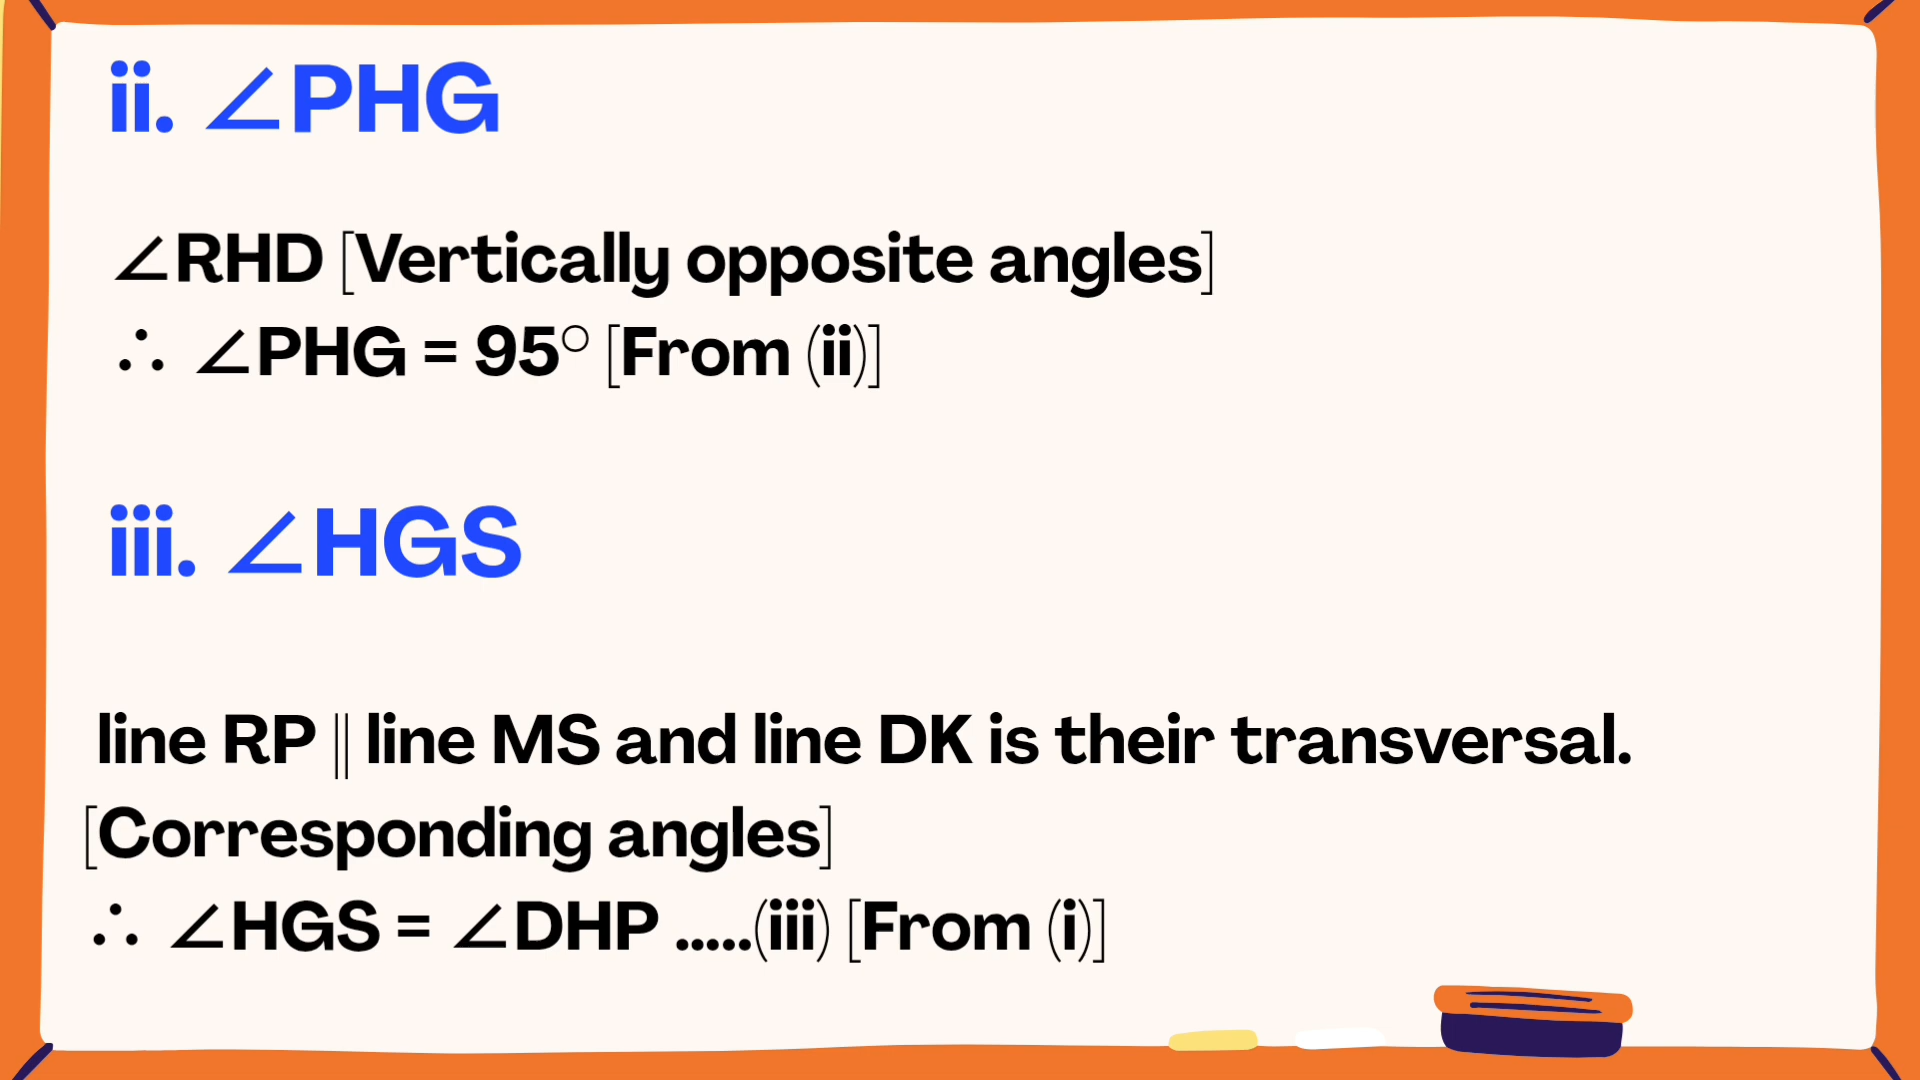 ii. ∠PHG
∠RHD [Vertically opposite angles]
∴ ∠PHG = 95° [From (ii)]
iii. ∠HGS
line RP || line MS and line DK is their transversal.
[Corresponding angles]
∴ ∠HGS = ∠DHP .....(iii) [From (i)]